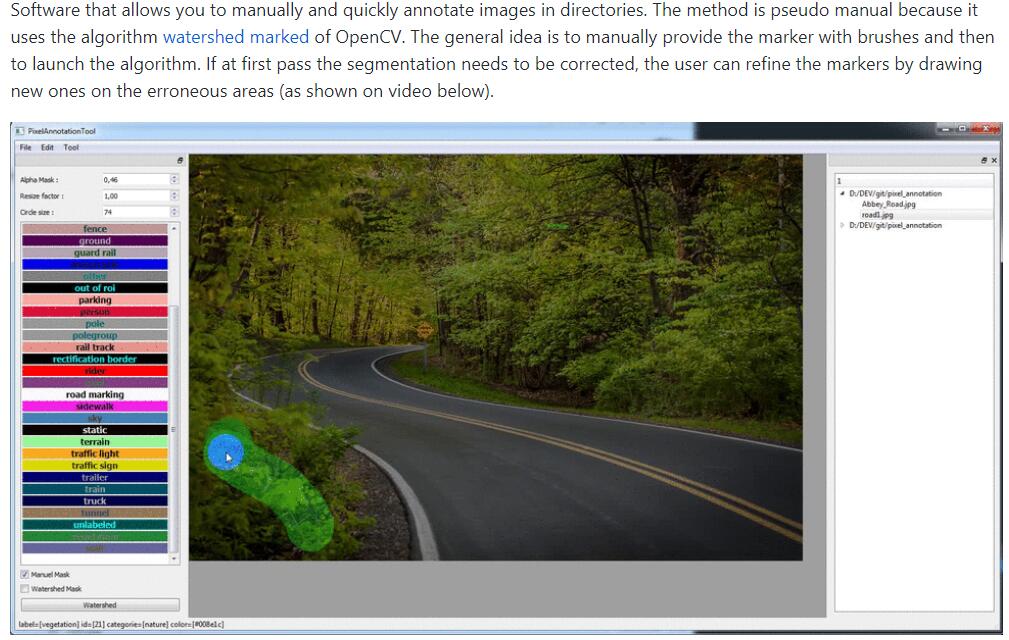 Software that allows you to manually and quickly annotate images in directories. The method is pseudo manual because it
uses the algorithm watershed marked of OpenCV. The general idea is to manually provide the marker with brushes and then
to launch the algorithm. If at first pass the segmentation needs to be corrected, the user can refine the markers by drawing
new ones on the erroneous areas (as shown on video below).
PixelAnnotationTool
File Edit Tool
Alpha Mask : 0,46
Resize factor : 1,00
Circle size : 74
fence
ground
guard rail
other
out of roi
parking
person
pole
polegroup
rail track
rectification border
rider
road marking
sidewalk
sky
static
terrain
traffic light
traffic sign
trailer
train
truck
tunnel
unlabeled
vegetation
wall
Manuel Mask
Watershed Mask
Watershed
label=[vegetation] id=[21] categorie=[nature] color=[#008e1c]
1
D:/DEV/git/pixel_annotation
Abbey_Road.jpg
road1.jpg
D:/DEV/git/pixel_annotation